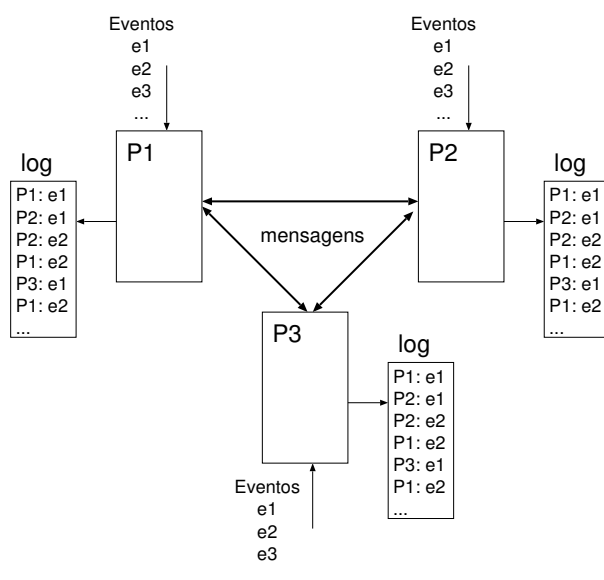 Eventos
e1
e2
e3
...
P1
log
P1: e1
P2: e1
P2: e2
P1: e2
P3: e1
P1: e2
...
Eventos
e1
e2
e3
...
P2
log
P1: e1
P2: e1
P2: e2
P1: e2
P3: e1
P1: e2
...
mensagens
P3
log
P1: e1
P2: e1
P2: e2
P1: e2
P3: e1
P1: e2
...
Eventos
e1
e2
e3